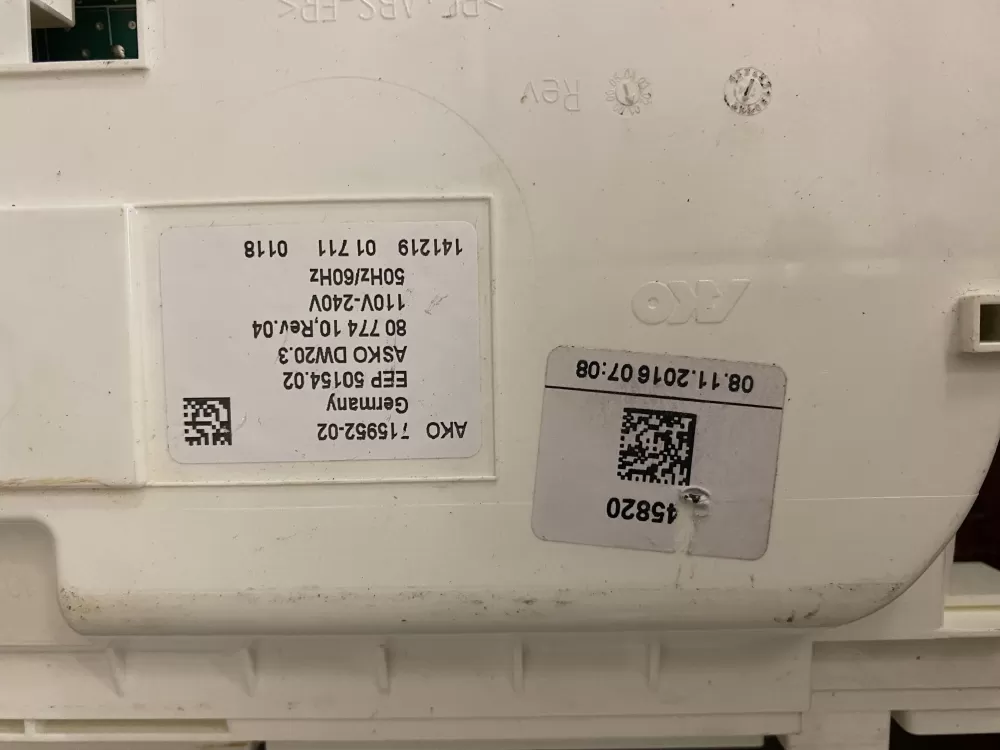 AKO 715952-02
Germany
EEP 50154.02
ASKO DW20.3
80 774 10,Rev.04
110V-240V
50Hz/60Hz
141219 01 711 0118
45820
08.11.2016 07:08
AKO
Rev